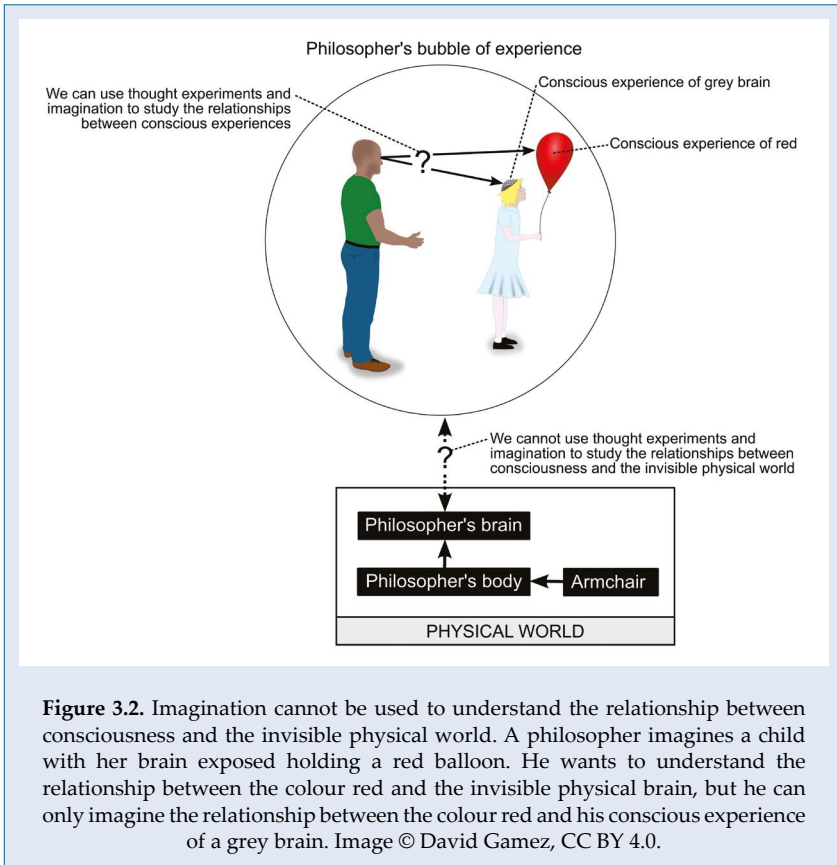 Philosopher's bubble of experience
We can use thought experiments and
imagination to study the relationships
between conscious experiences
Conscious experience of grey brain
Conscious experience of red
?
?
We cannot use thought experiments and
imagination to study the relationships between
consciousness and the invisible physical world
Philosopher's brain
Philosopher's body
Armchair
PHYSICAL WORLD
Figure 3.2. Imagination cannot be used to understand the relationship between
consciousness and the invisible physical world. A philosopher imagines a child
with her brain exposed holding a red balloon. He wants to understand the
relationship between the colour red and the invisible physical brain, but he can
only imagine the relationship between the colour red and his conscious experience
of a grey brain. Image © David Gamez, CC BY 4.0.